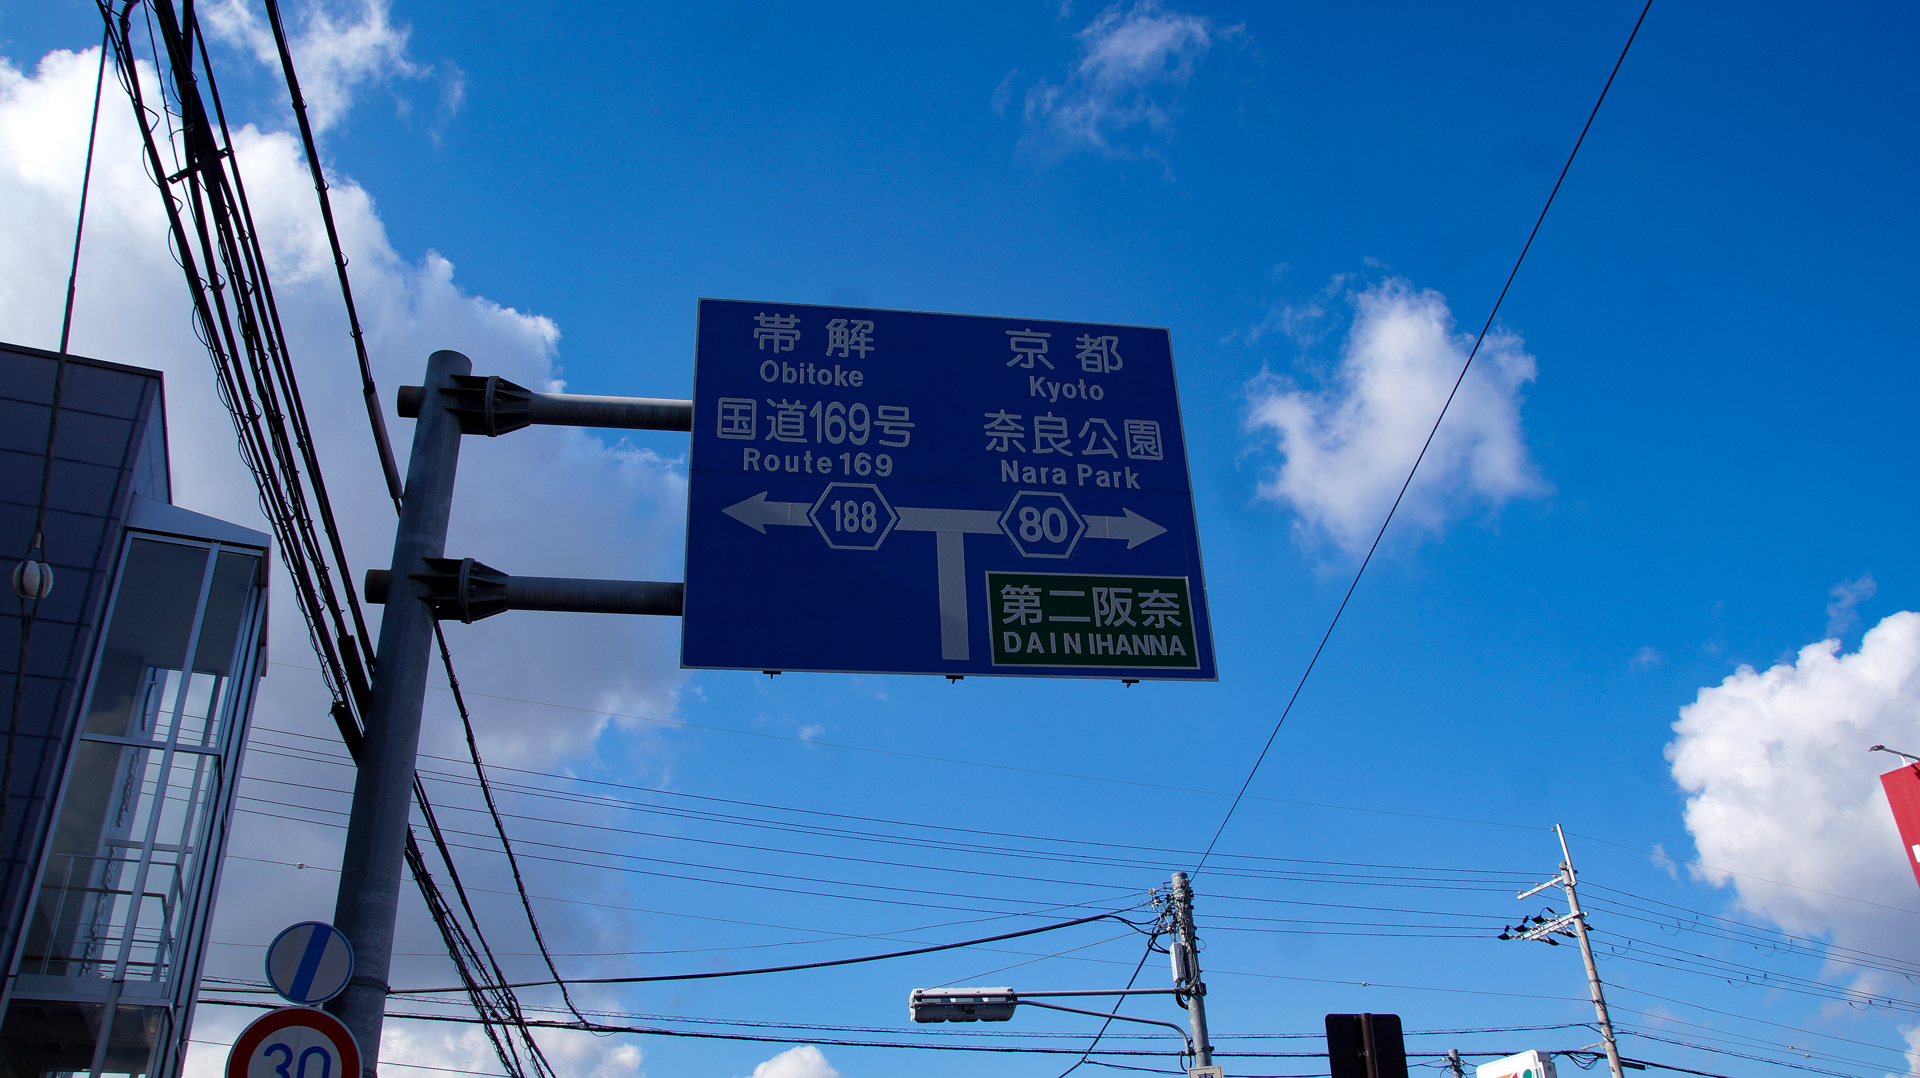 帯解
Obitoke
国道169号
Route 169
188
京都
Kyoto
奈良公園
Nara Park
80
第二阪奈
DAINIHANNA
30